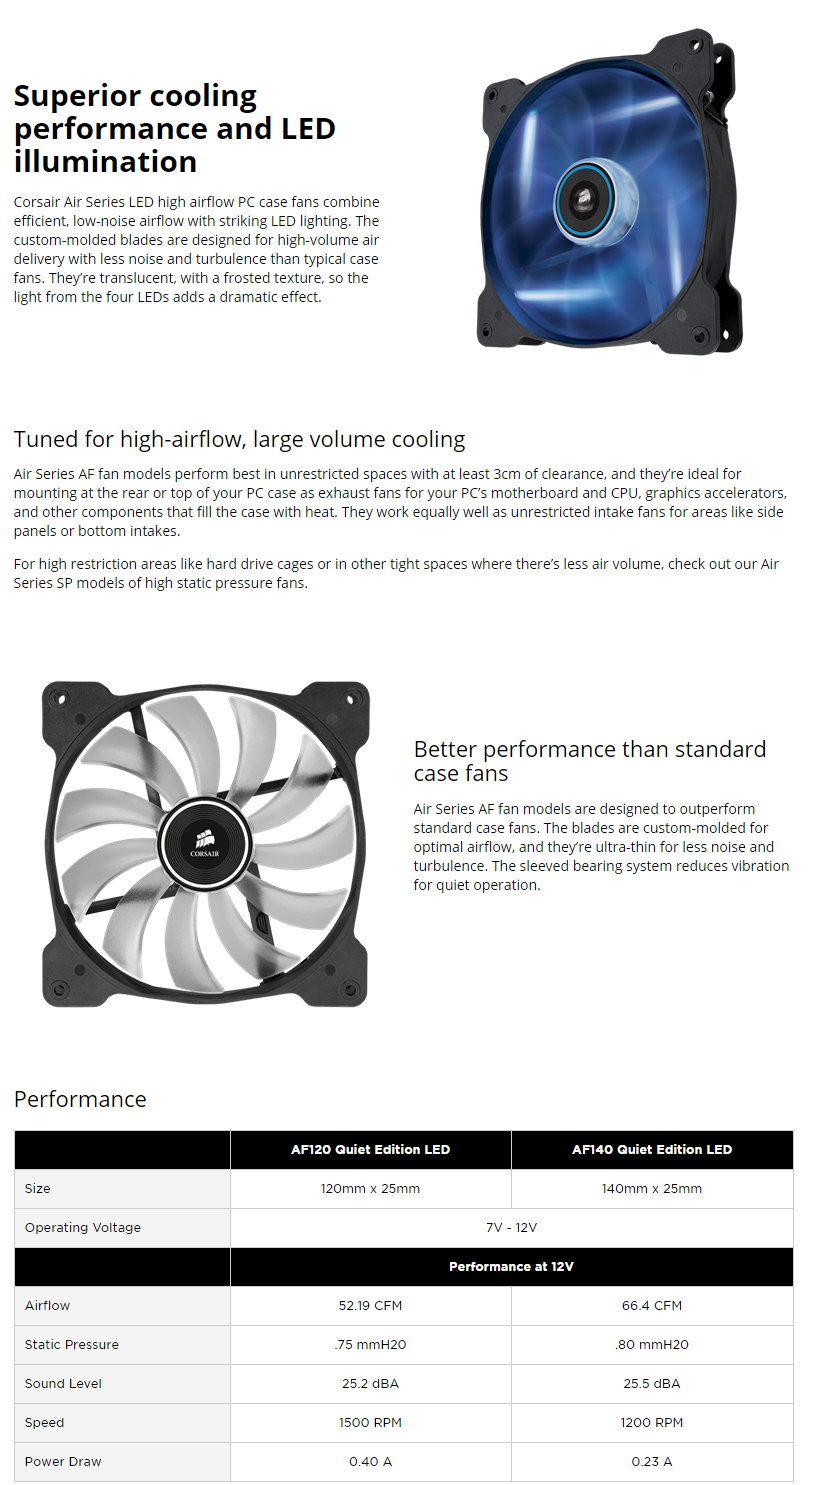 Superior cooling
performance and LED
illumination
Corsair Air Series LED high airflow PC case fans combine
efficient, low-noise airflow with striking LED lighting. The
custom-molded blades are designed for high-volume air
delivery with less noise and turbulence than typical case
fans. They’re translucent, with a frosted texture, so the
light from the four LEDs adds a dramatic effect.
Tuned for high-airflow, large volume cooling
Air Series AF fan models perform best in unrestricted spaces with at least 3cm of clearance, and they’re ideal for
mounting at the rear or top of your PC case as exhaust fans for your PC’s motherboard and CPU, graphics accelerators,
and other components that fill the case with heat. They work equally well as unrestricted intake fans for areas like side
panels or bottom intakes.
For high restriction areas like hard drive cages or in other tight spaces where there’s less air volume, check out our Air
Series SP models of high static pressure fans.
CORSAIR
Better performance than standard
case fans
Air Series AF fan models are designed to outperform
standard case fans. The blades are custom-molded for
optimal airflow, and they’re ultra-thin for less noise and
turbulence. The sleeved bearing system reduces vibration
for quiet operation.
Performance
AF120 Quiet Edition LED AF140 Quiet Edition LED
Size 120mm x 25mm 140mm x 25mm
Operating Voltage 7V - 12V
Performance at 12V
Airflow 52.19 CFM 66.4 CFM
Static Pressure .75 mmH20 .80 mmH20
Sound Level 25.2 dBA 25.5 dBA
Speed 1500 RPM 1200 RPM
Power Draw 0.40 A 0.23 A